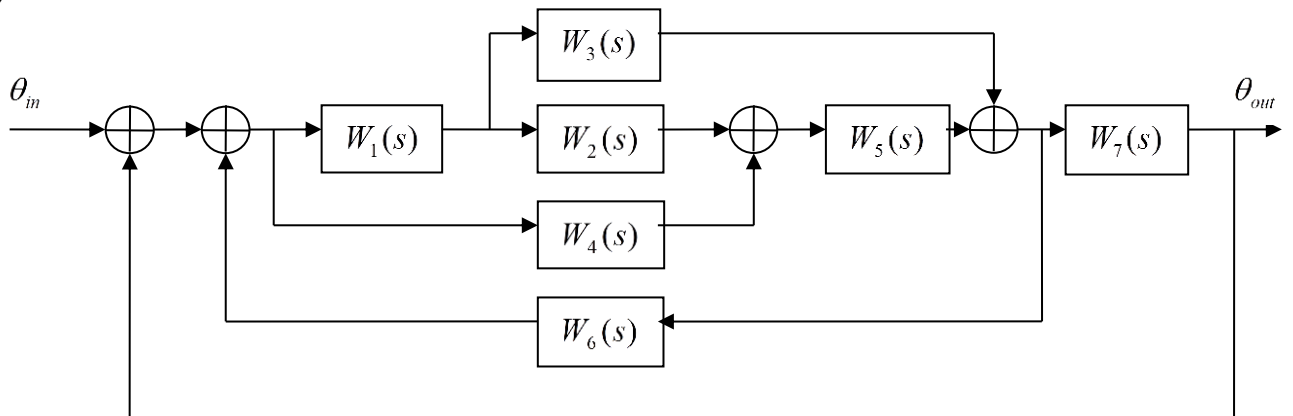 W₃(s)
θin
θout
W₁(s)
W₂(s)
W₅(s)
W₇(s)
W₄(s)
W₆(s)